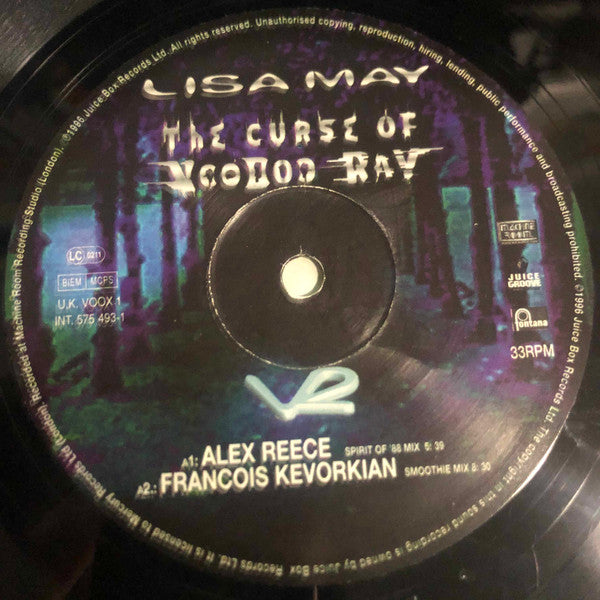 LISA MAY
THE CURSE OF
VOODOO RAY
LC 0211
BIEM MCPS
U.K. VOOX 1
INT. 575 493-1
MACHINE
ROOM
JUICE
GROOVE
fontana
33RPM
V2
A1: ALEX REECE SPIRIT OF '88 MIX 6: 39
A2.: FRANCOIS KEVORKIAN SMOOTHIE MIX 8: 30
Recorded at Machine Room Recording Studio (London). ©1996 Juice Box Records Ltd. All rights reserved. Unauthorised copying, reproduction, hiring, lending, public performance and broadcasting prohibited ©1996 Juice Box Records Ltd. The copyright in this sound recording is owned by Juice Box Records Ltd. It is licensed to Mercury Records Ltd (London)